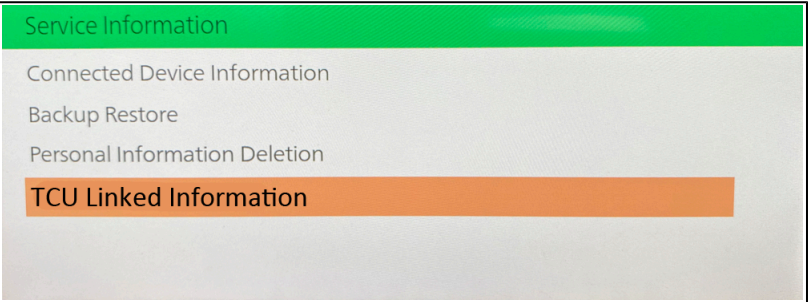 Service Information
Connected Device Information
Backup Restore
Personal Information Deletion
TCU Linked Information